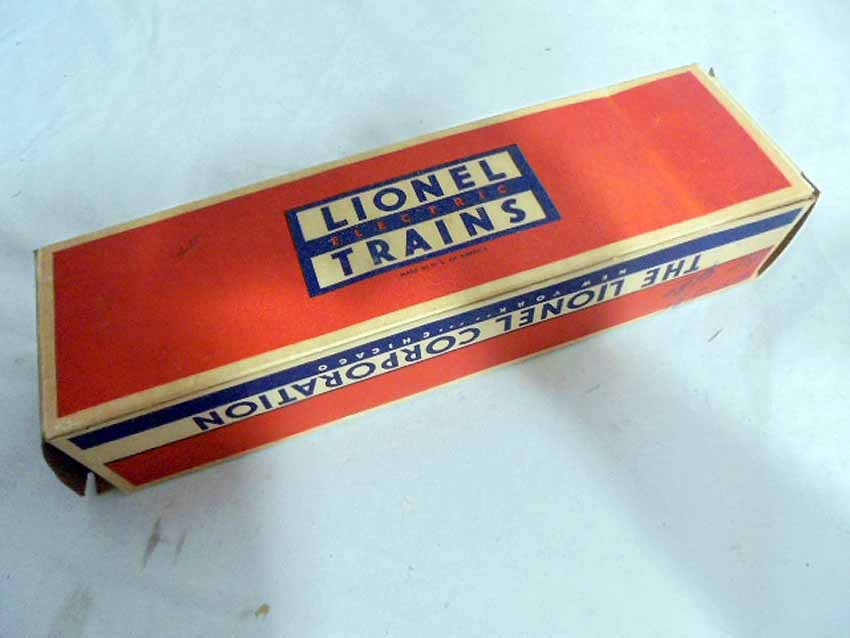 LIONEL
ELECTRIC
TRAINS
MADE IN U. S. OF AMERICA
THE LIONEL CORPORATION
NEW YORK · · · · · CHICAGO